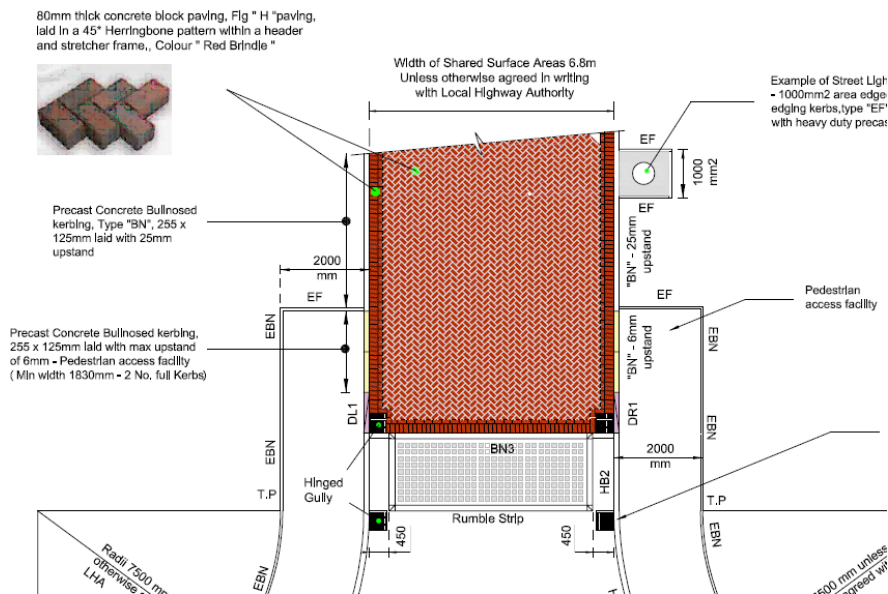 80mm thick concrete block paving, Fig " H "paving,
laid in a 45° Herringbone pattern within a header
and stretcher frame,, Colour " Red Brindle "
Width of Shared Surface Areas 6.8m
Unless otherwise agreed in writing
with Local Highway Authority
Example of Street Ligh
- 1000mm2 area edge
edging kerbs,type "EF"
with heavy duty precas
EF
1000
mm2
EF
Precast Concrete Bullnosed
kerbing, Type "BN", 255 x
125mm laid with 25mm
upstand
"BN" - 25mm
upstand
2000
mm
EF
EF
Pedestrian
access facility
EBN
EBN
Precast Concrete Bullnosed kerbing,
255 x 125mm laid with max upstand
of 6mm - Pedestrian access facility
( Min width 1830mm - 2 No. full Kerbs)
"BN" - 6mm
upstand
DL1
DR1
EBN
EBN
BN3
2000
mm
HB2
Hinged
Gully
T.P
T.P
Rumble Strip
450
450
EBN
EBN
Radii 7500 m
otherwise
LHA
500 mm unles
agreed wi